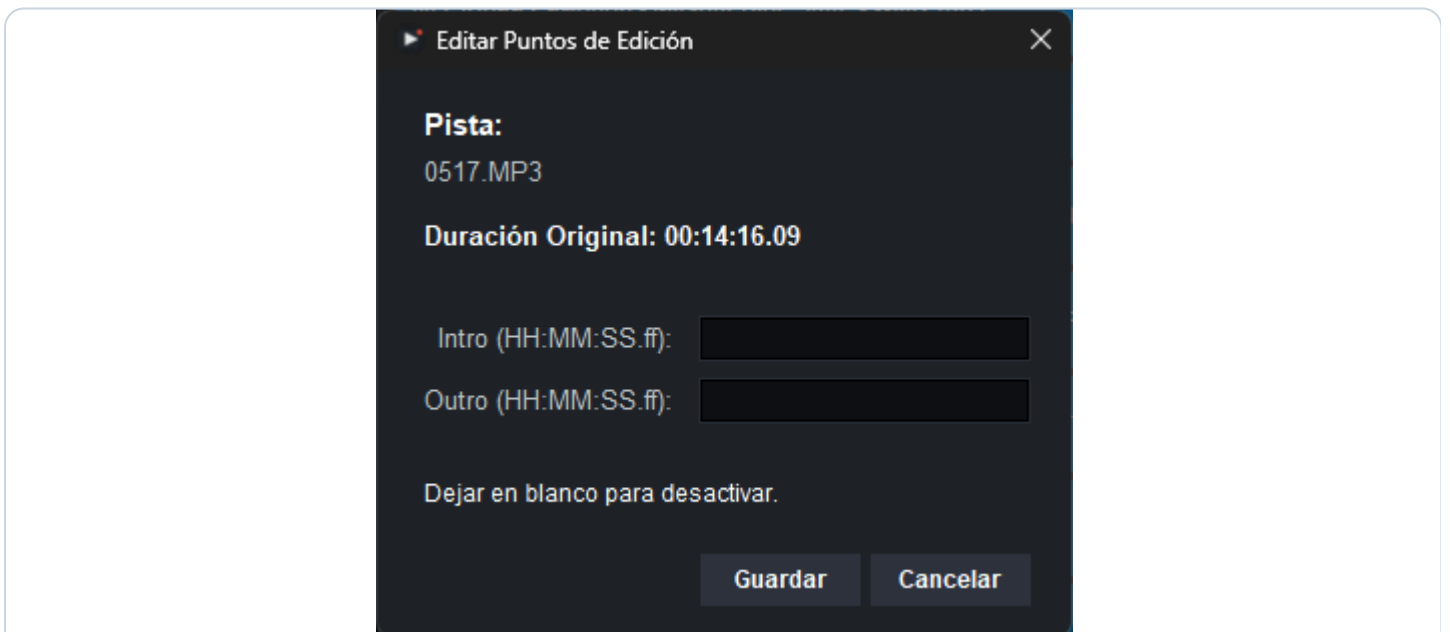 Editar Puntos de Edición
Pista:
0517.MP3
Duración Original: 00:14:16.09
Intro (HH:MM:SS.ff):
Outro (HH:MM:SS.ff):
Dejar en blanco para desactivar.
Guardar Cancelar